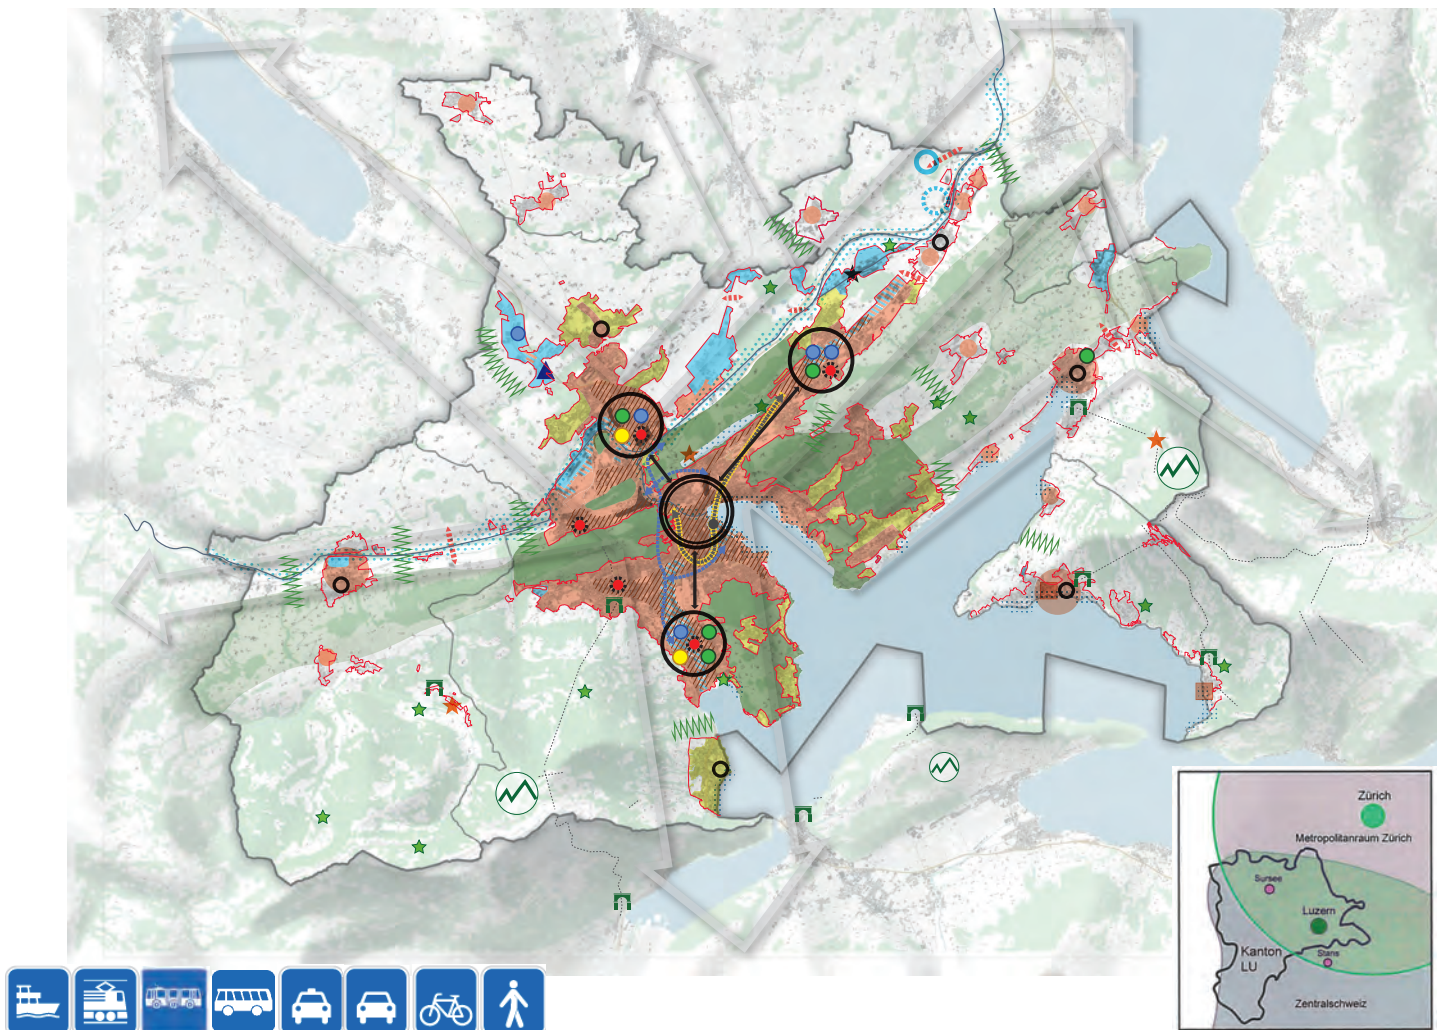 Zürich
Metropolitanraum Zürich
Sursee
Luzern
Kanton
LU
Stans
Zentralschweiz